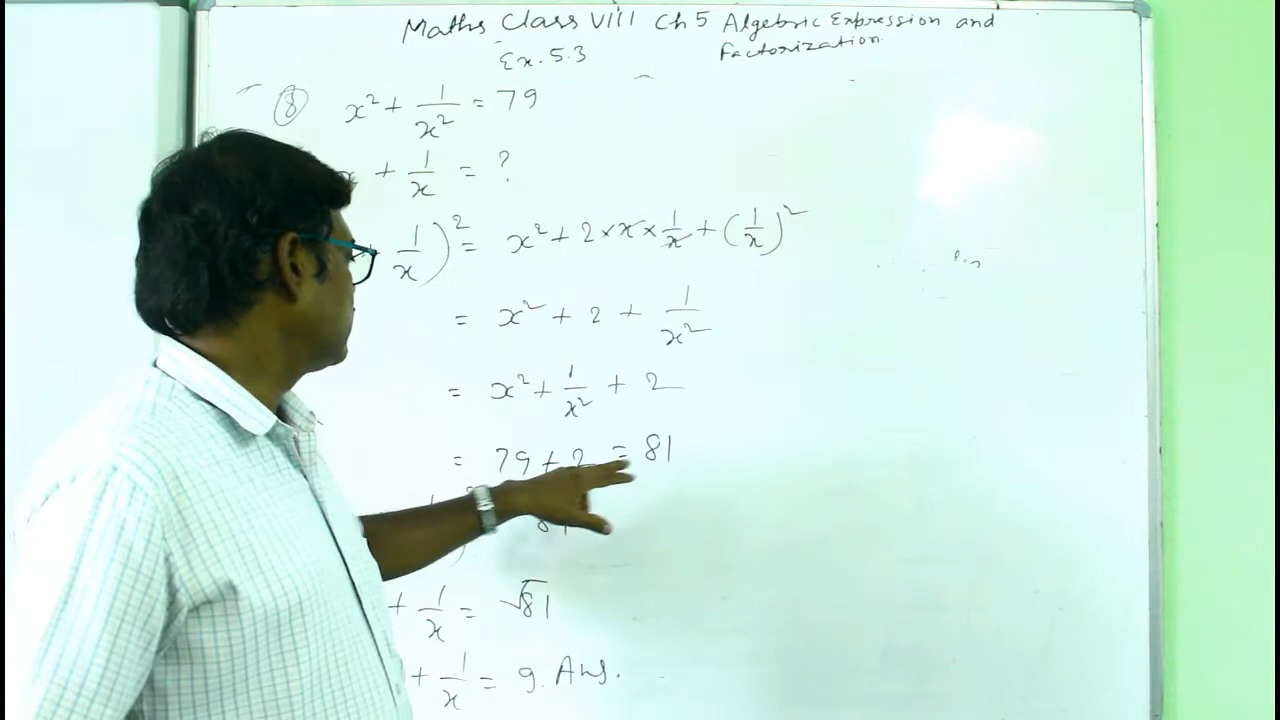 Maths Class VIII Ch 5 Algebric Expression and
Ex. 5.3 Factorization
⑧ x² + 1/x² = 79
x + 1/x = ?
1/x)² = x² + 2 × x × 1/x + (1/x)²
= x² + 2 + 1/x²
= x² + 1/x² + 2
= 79 + 2 = 81
+ 1/x = √81
+ 1/x = 9. Ans.